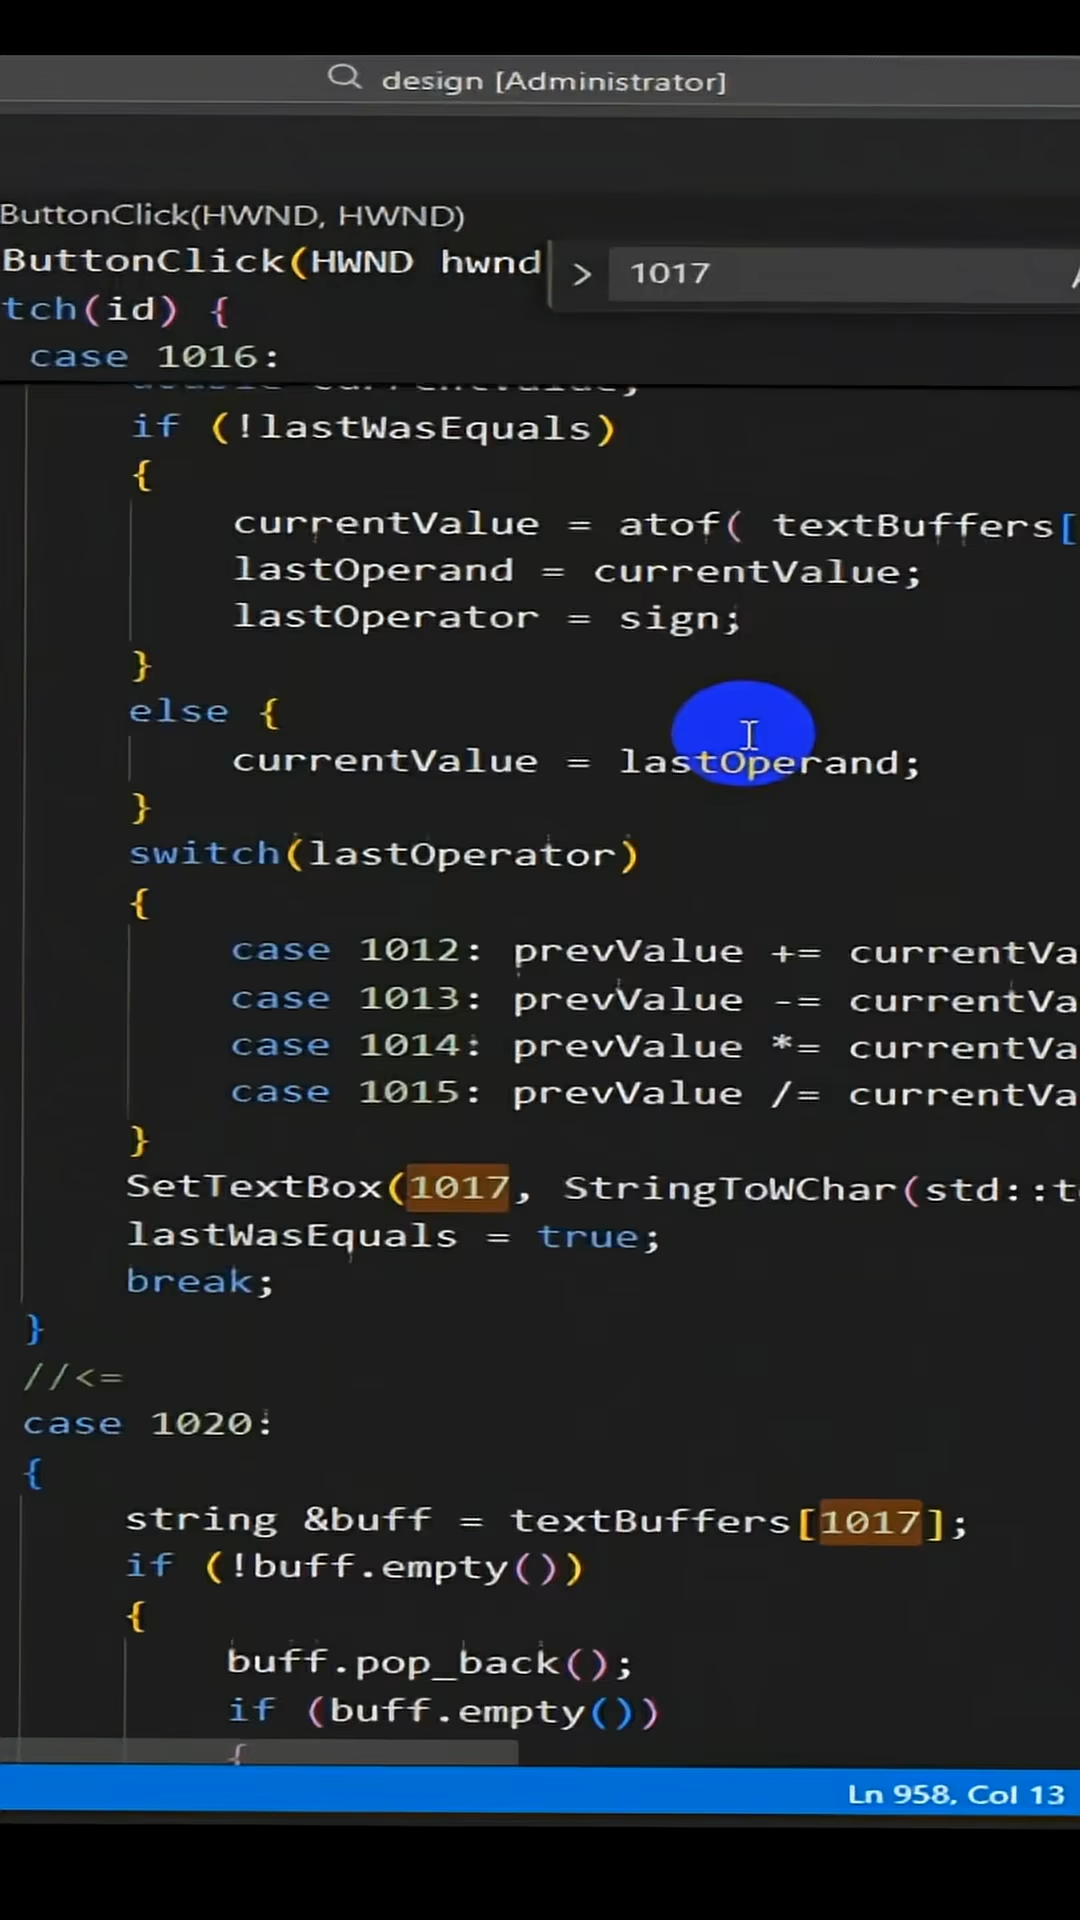 design [Administrator]
ButtonClick(HWND, HWND)
ButtonClick(HWND hwnd
> 1017
tch(id) {
case 1016:
if (!lastWasEquals)
{
currentValue = atof( textBuffers[
lastOperand = currentValue;
lastOperator = sign;
}
else {
currentValue = lastOperand;
}
switch(lastOperator)
{
case 1012: prevValue += currentVa
case 1013: prevValue -= currentVa
case 1014: prevValue *= currentVa
case 1015: prevValue /= currentVa
}
SetTextBox(1017, StringToWChar(std::t
lastWasEquals = true;
break;
}
//<=
case 1020:
{
string &buff = textBuffers[1017];
if (!buff.empty())
{
buff.pop_back();
if (buff.empty())
{
Ln 958, Col 13